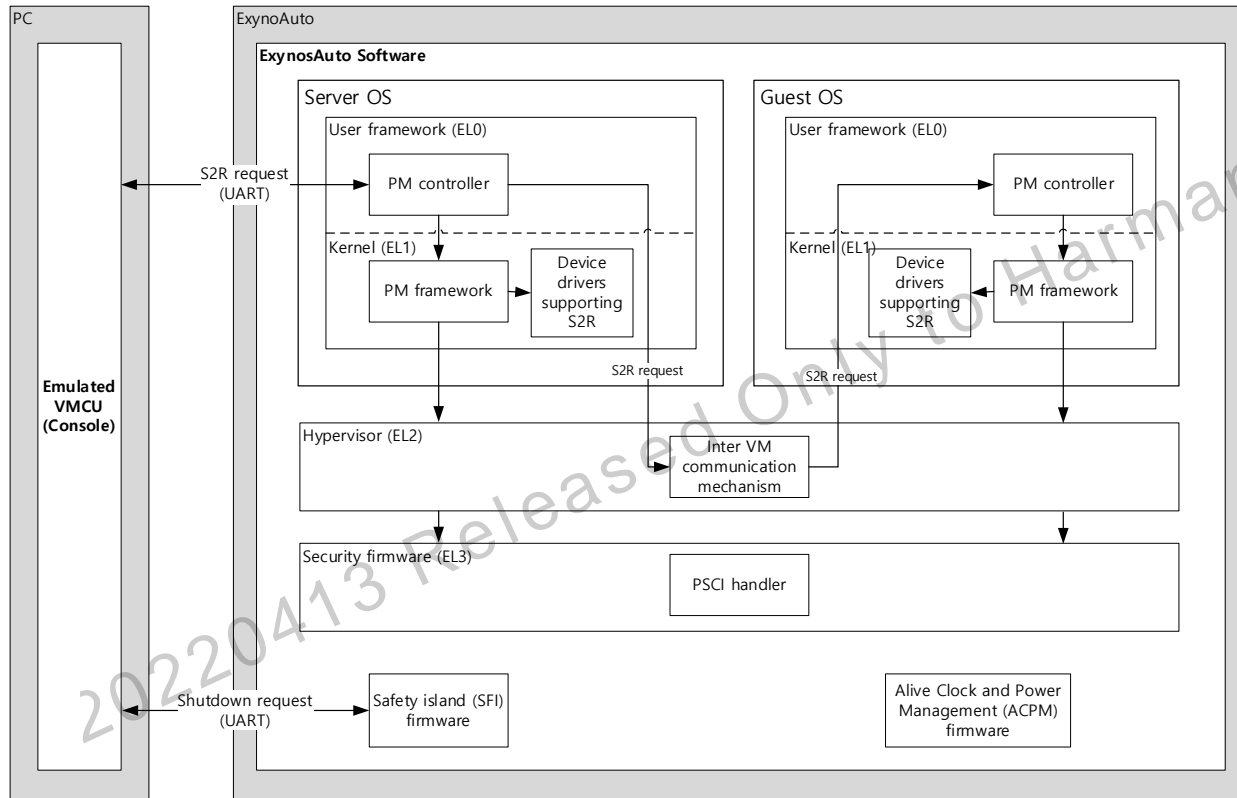 PC
ExynoAuto
ExynosAuto Software
Server OS
Guest OS
User framework (EL0)
User framework (EL0)
S2R request
(UART)
PM controller
PM controller
Kernel (EL1)
Kernel (EL1)
Device
drivers
supporting
S2R
PM framework
Device
drivers
supporting
S2R
PM framework
S2R request
S2R request
Emulated
VMCU
(Console)
Hypervisor (EL2)
Inter VM
communication
mechanism
Security firmware (EL3)
PSCI handler
Shutdown request
(UART)
Safety island (SFI)
firmware
Alive Clock and Power
Management (ACPM)
firmware
20220413 Released Only to Harman